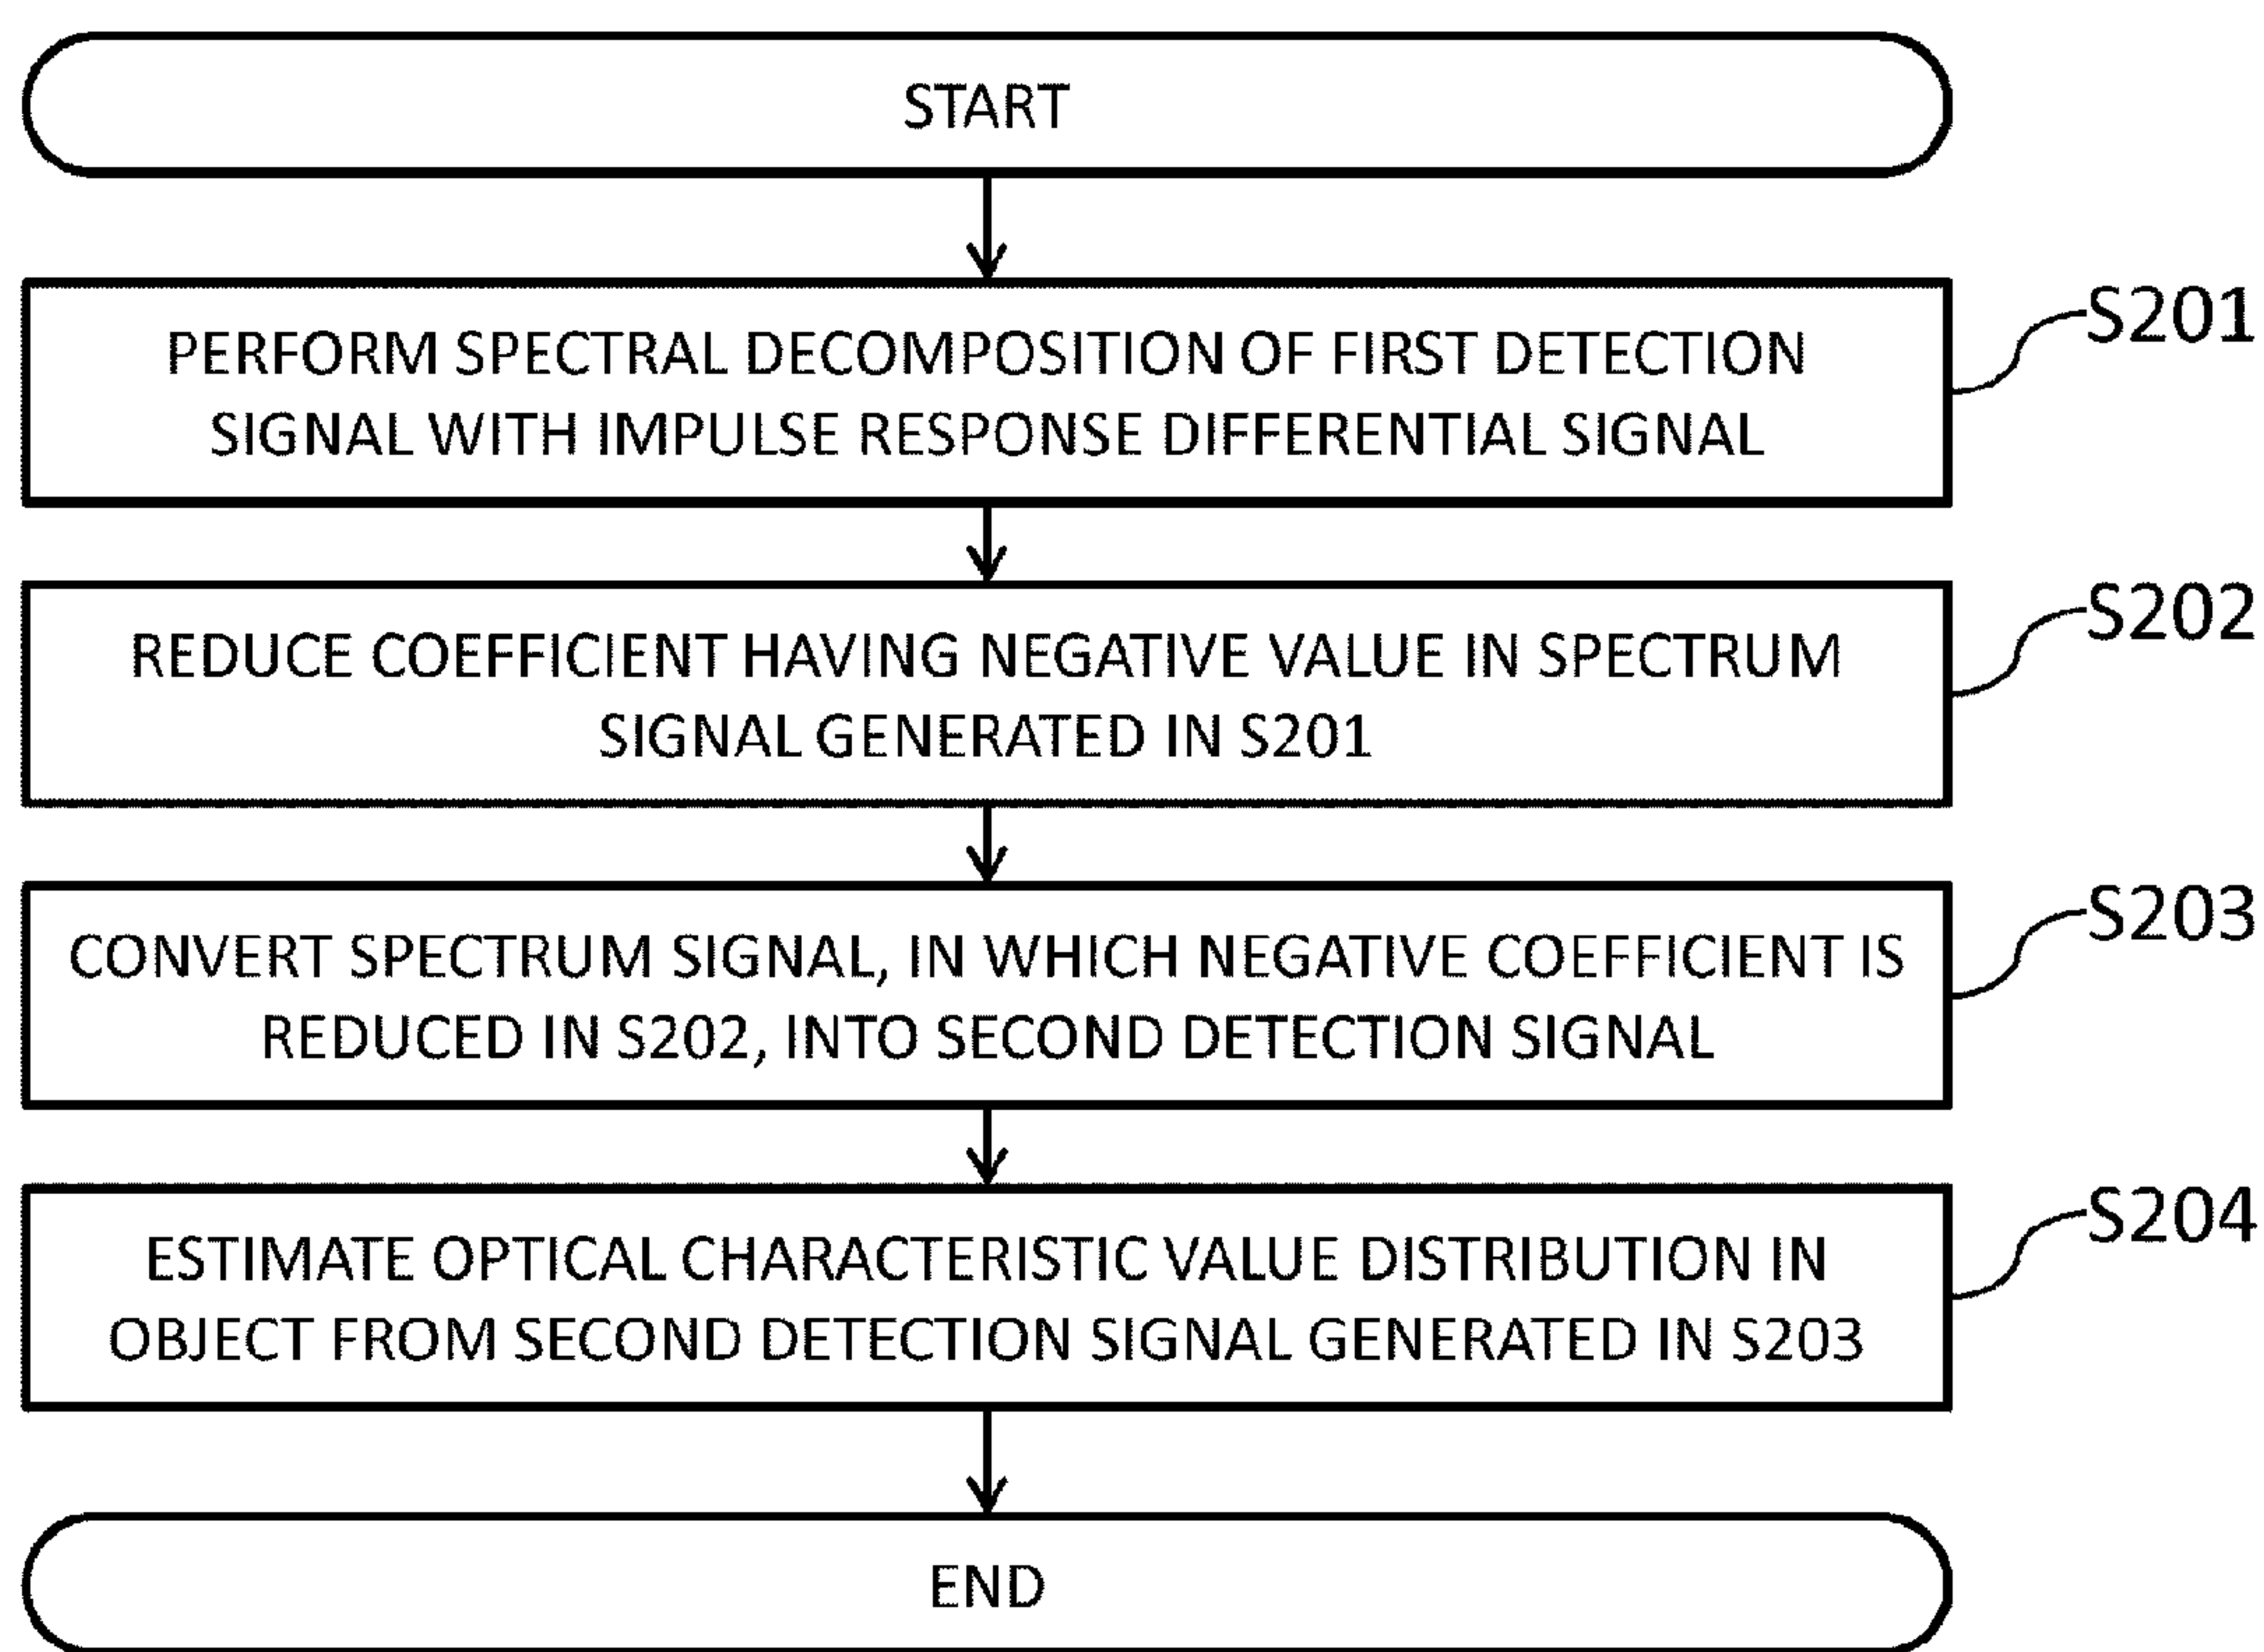 START
PERFORM SPECTRAL DECOMPOSITION OF FIRST DETECTION
SIGNAL WITH IMPULSE RESPONSE DIFFERENTIAL SIGNAL
S201
REDUCE COEFFICIENT HAVING NEGATIVE VALUE IN SPECTRUM
SIGNAL GENERATED IN S201
S202
CONVERT SPECTRUM SIGNAL, IN WHICH NEGATIVE COEFFICIENT IS
REDUCED IN S202, INTO SECOND DETECTION SIGNAL
S203
ESTIMATE OPTICAL CHARACTERISTIC VALUE DISTRIBUTION IN
OBJECT FROM SECOND DETECTION SIGNAL GENERATED IN S203
S204
END